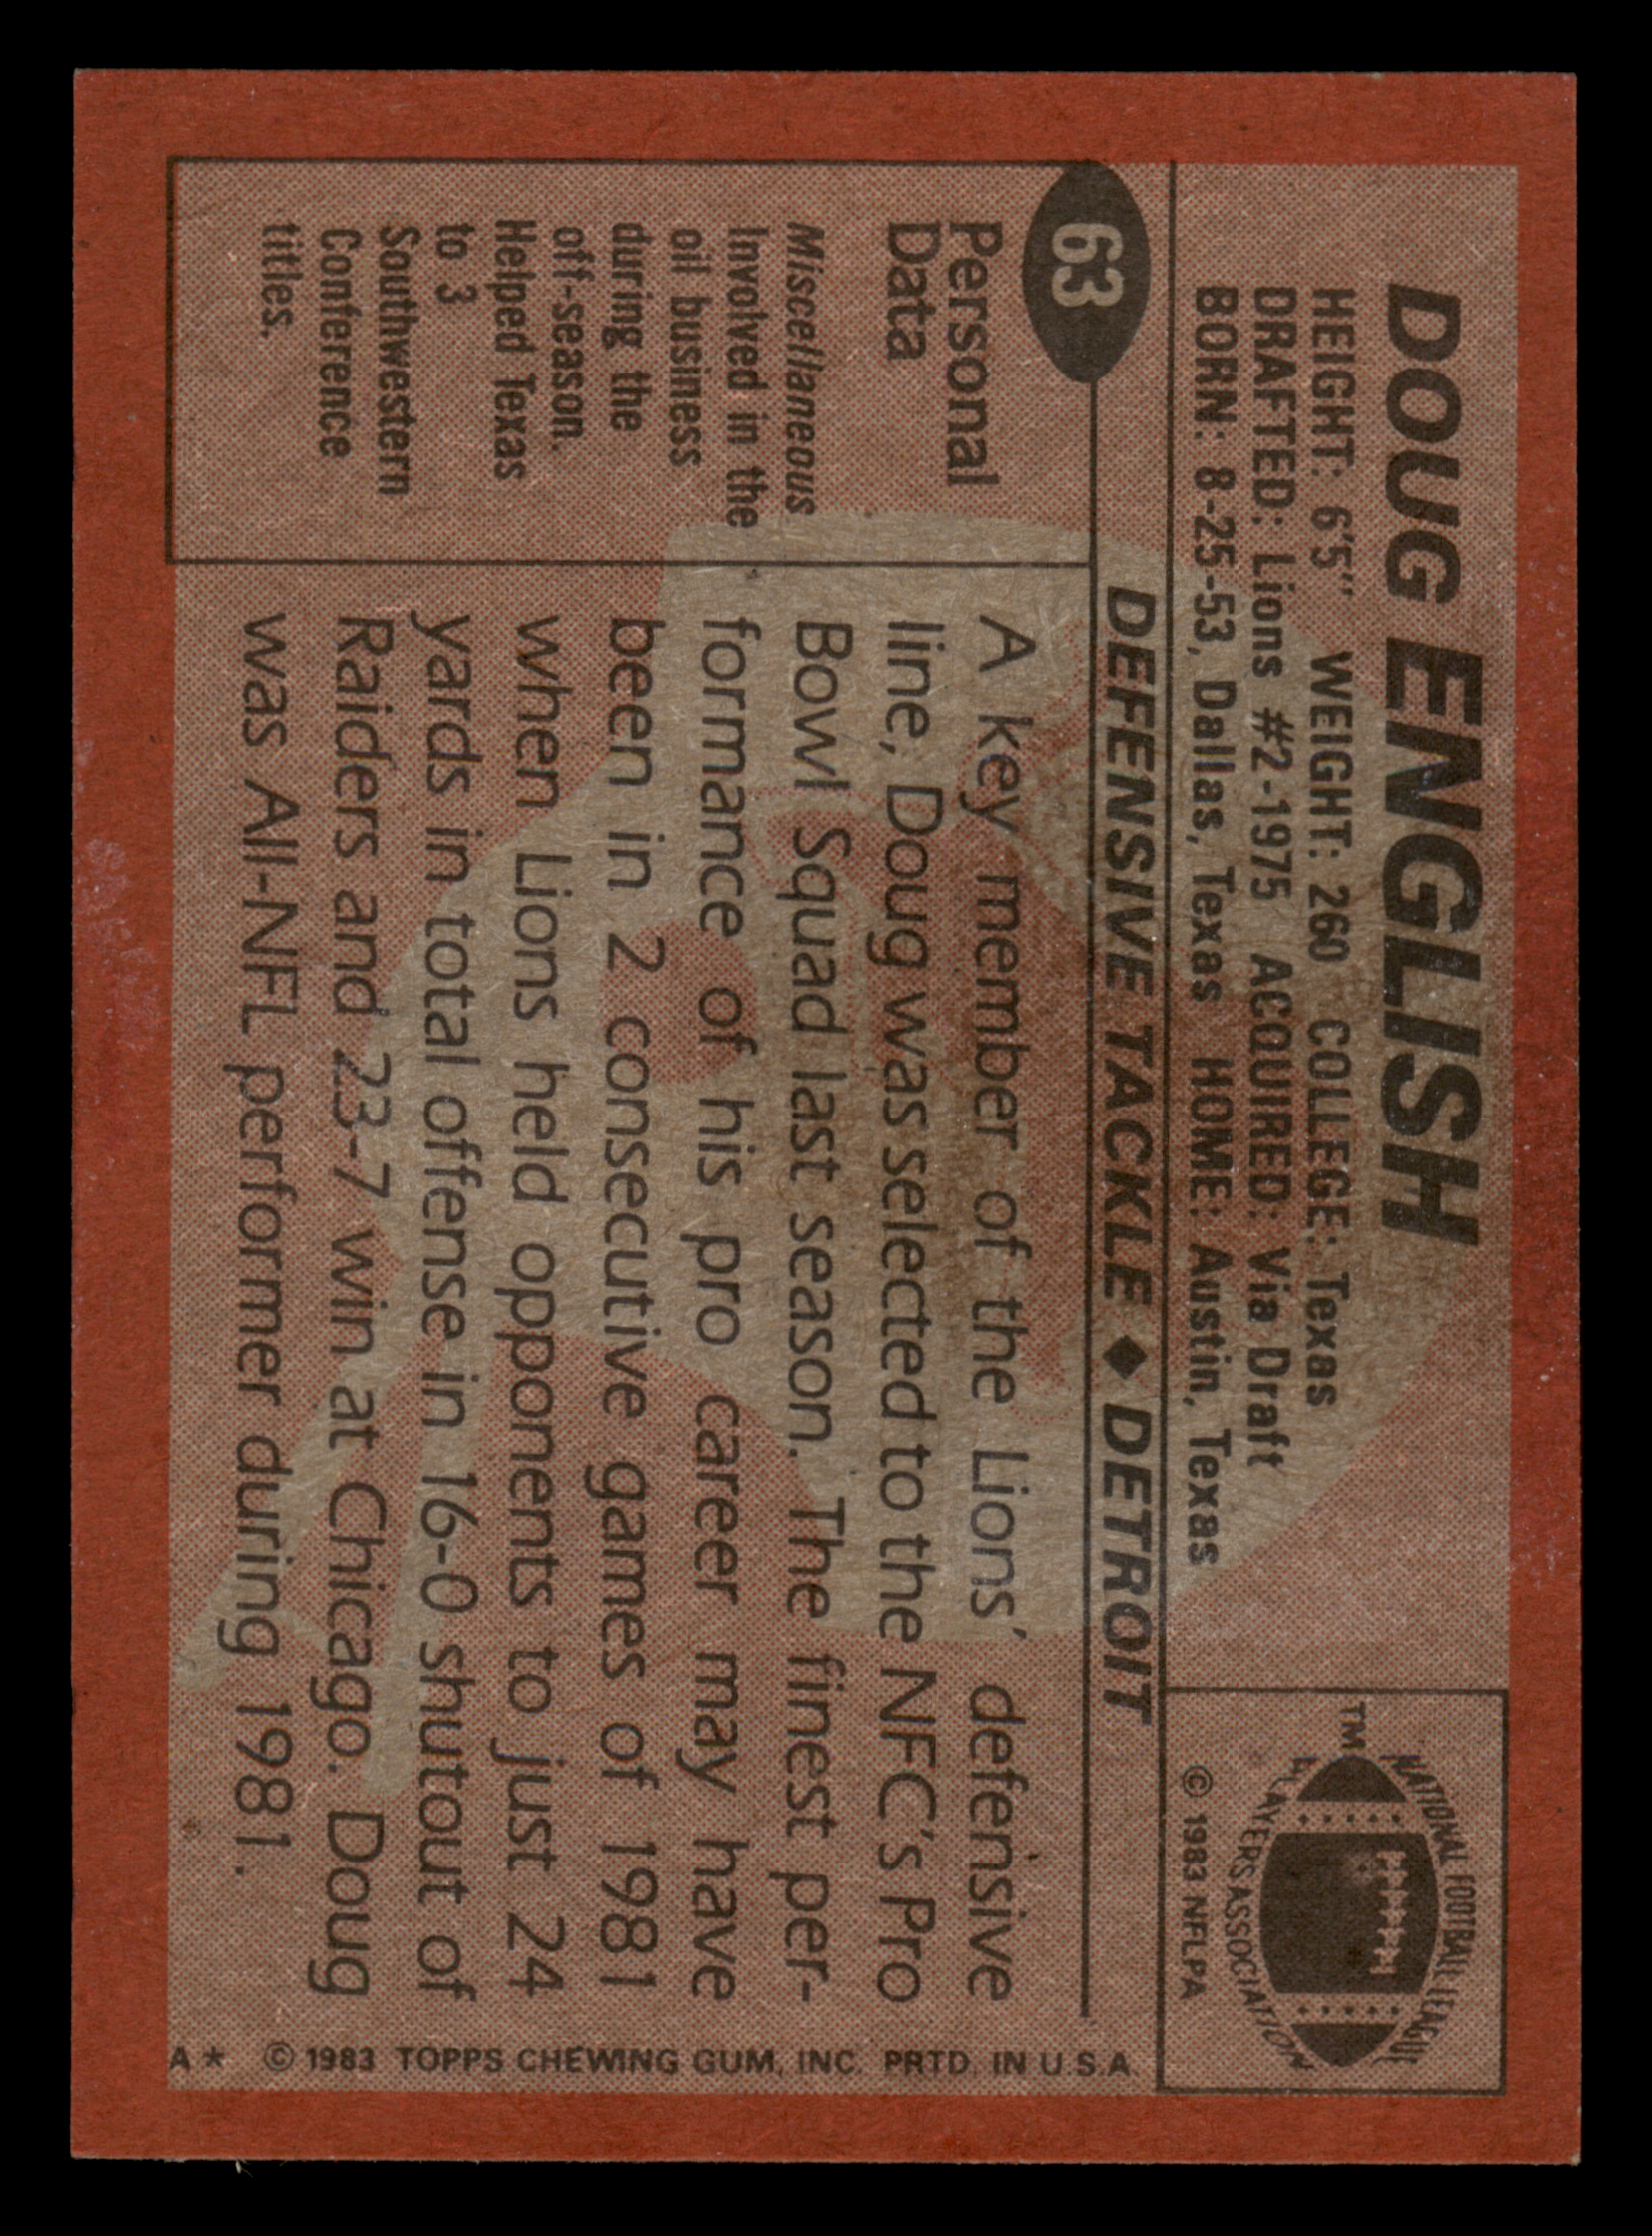 DOUG ENGLISH
HEIGHT: 6'5" WEIGHT: 260 COLLEGE: Texas
DRAFTED: Lions #2-1975 ACQUIRED: Via Draft
BORN: 8-25-53, Dallas, Texas HOME: Austin, Texas
NATIONAL FOOTBALL LEAGUE
TM
PLAYERS ASSOCIATION
© 1983 NFLPA
63
DEFENSIVE TACKLE ♦ DETROIT
Personal
Data
Miscellaneous
Involved in the
oil business
during the
off-season.
Helped Texas
to 3
Southwestern
Conference
titles.
A key member of the Lions' defensive
line, Doug was selected to the NFC's Pro
Bowl Squad last season. The finest per-
formance of his pro career may have
been in 2 consecutive games of 1981
when Lions held opponents to just 24
yards in total offense in 16-0 shutout of
Raiders and 23-7 win at Chicago. Doug
was All-NFL performer during 1981.
A * © 1983 TOPPS CHEWING GUM, INC. PRTD. IN U.S.A.